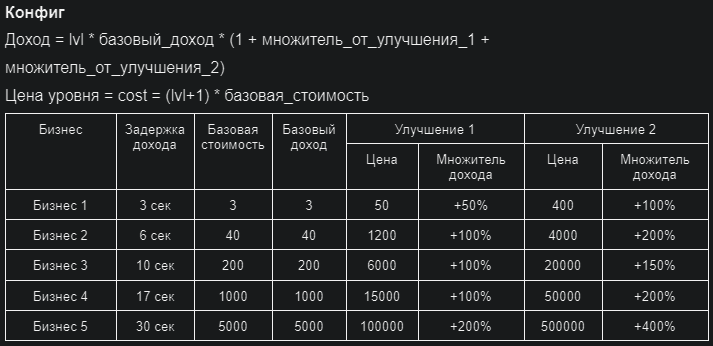 Конфиг
Доход = lvl * базовый_доход * (1 + множитель_от_улучшения_1 +
множитель_от_улучшения_2)
Цена уровня = cost = (lvl+1) * базовая_стоимость
Бизнес Задержка дохода Базовая стоимость Базовый доход Улучшение 1 Улучшение 2
Цена Множитель дохода Цена Множитель дохода
Бизнес 1 3 сек 3 3 50 +50% 400 +100%
Бизнес 2 6 сек 40 40 1200 +100% 4000 +200%
Бизнес 3 10 сек 200 200 6000 +100% 20000 +150%
Бизнес 4 17 сек 1000 1000 15000 +100% 50000 +200%
Бизнес 5 30 сек 5000 5000 100000 +200% 500000 +400%